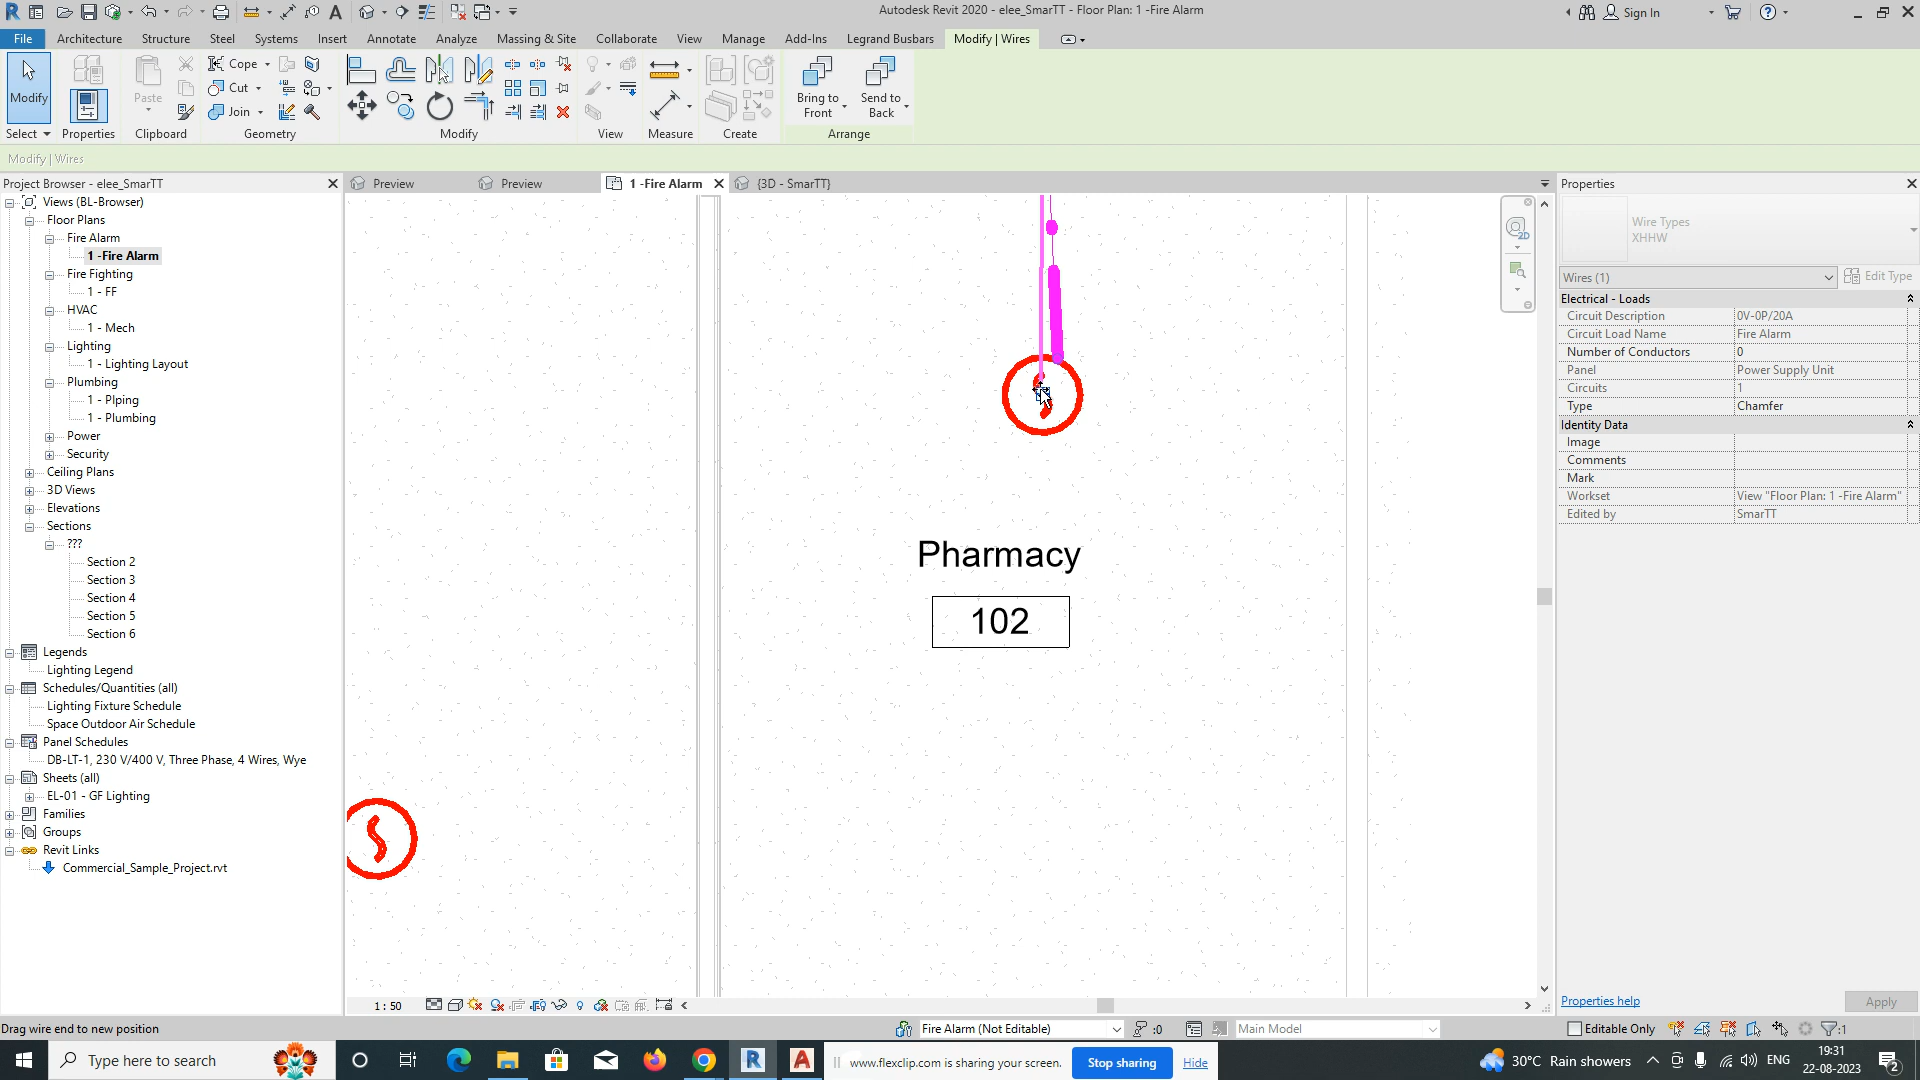 Autodesk Revit 2020 - elee_SmarTT - Floor Plan: 1 -Fire Alarm
Sign In
File Architecture Structure Steel Systems Insert Annotate Analyze Massing & Site Collaborate View Manage Add-Ins Legrand Busbars Modify | Wires
Modify
Paste
Cope
Cut
Join
Bring to Front
Send to Back
Select Properties Clipboard Geometry Modify View Measure Create Arrange
Modify | Wires
Project Browser - elee_SmarTT
Preview
Preview
1 -Fire Alarm
{3D - SmarTT}
Properties
Views (BL-Browser)
Floor Plans
Fire Alarm
1 -Fire Alarm
Fire Fighting
1 - FF
HVAC
1 - Mech
Lighting
1 - Lighting Layout
Plumbing
1 - PIping
1 - Plumbing
Power
Security
Ceiling Plans
3D Views
Elevations
Sections
???
Section 2
Section 3
Section 4
Section 5
Section 6
Legends
Lighting Legend
Schedules/Quantities (all)
Lighting Fixture Schedule
Space Outdoor Air Schedule
Panel Schedules
DB-LT-1, 230 V/400 V, Three Phase, 4 Wires, Wye
Sheets (all)
EL-01 - GF Lighting
Families
Groups
Revit Links
Commercial_Sample_Project.rvt
2D
Pharmacy
102
Wire Types
XHHW
Wires (1)
Edit Type
Electrical - Loads
Circuit Description 0V-0P/20A
Circuit Load Name Fire Alarm
Number of Conductors 0
Panel Power Supply Unit
Circuits 1
Type Chamfer
Identity Data
Image
Comments
Mark
Workset View "Floor Plan: 1 -Fire Alarm"
Edited by SmarTT
Properties help
Apply
1 : 50
Drag wire end to new position
Fire Alarm (Not Editable)
:0
Main Model
Editable Only
:1
Type here to search
www.flexclip.com is sharing your screen.
Stop sharing
Hide
30°C Rain showers
ENG
19:31
22-08-2023
2